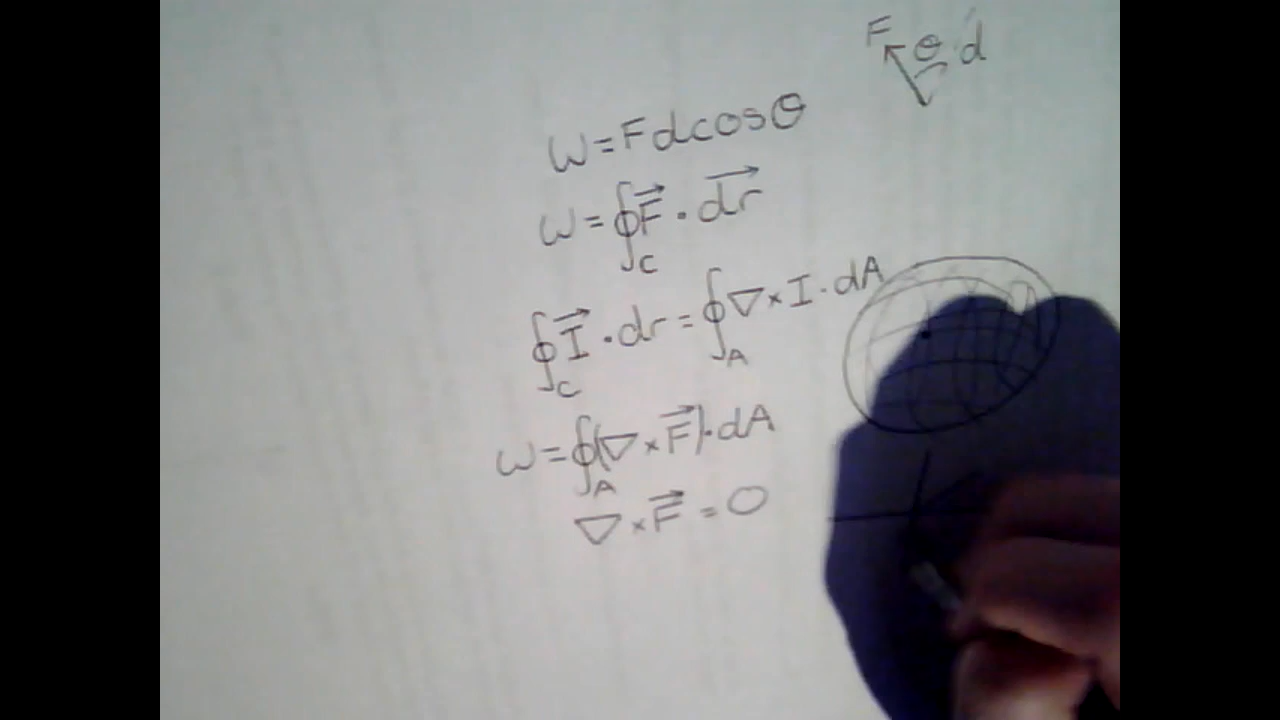 F θ d
W=Fdcosθ
W=∮_C F⃗·dr⃗
∮_C I⃗·dr=∮_A ∇×I·dA
W=∮_A(∇×F⃗)·dA
∇×F⃗=0